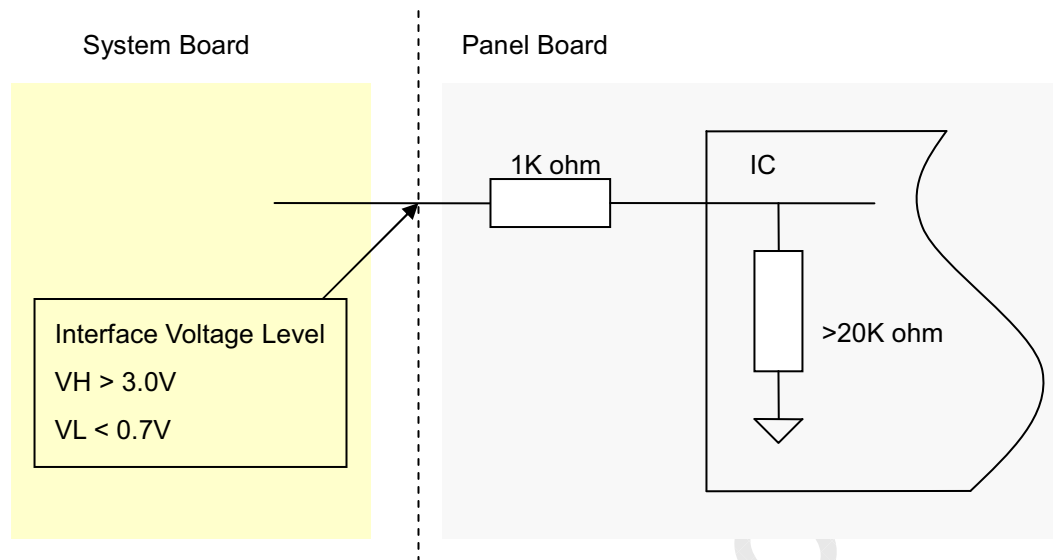 System Board
Panel Board
1K ohm
IC
>20K ohm
Interface Voltage Level
VH > 3.0V
VL < 0.7V